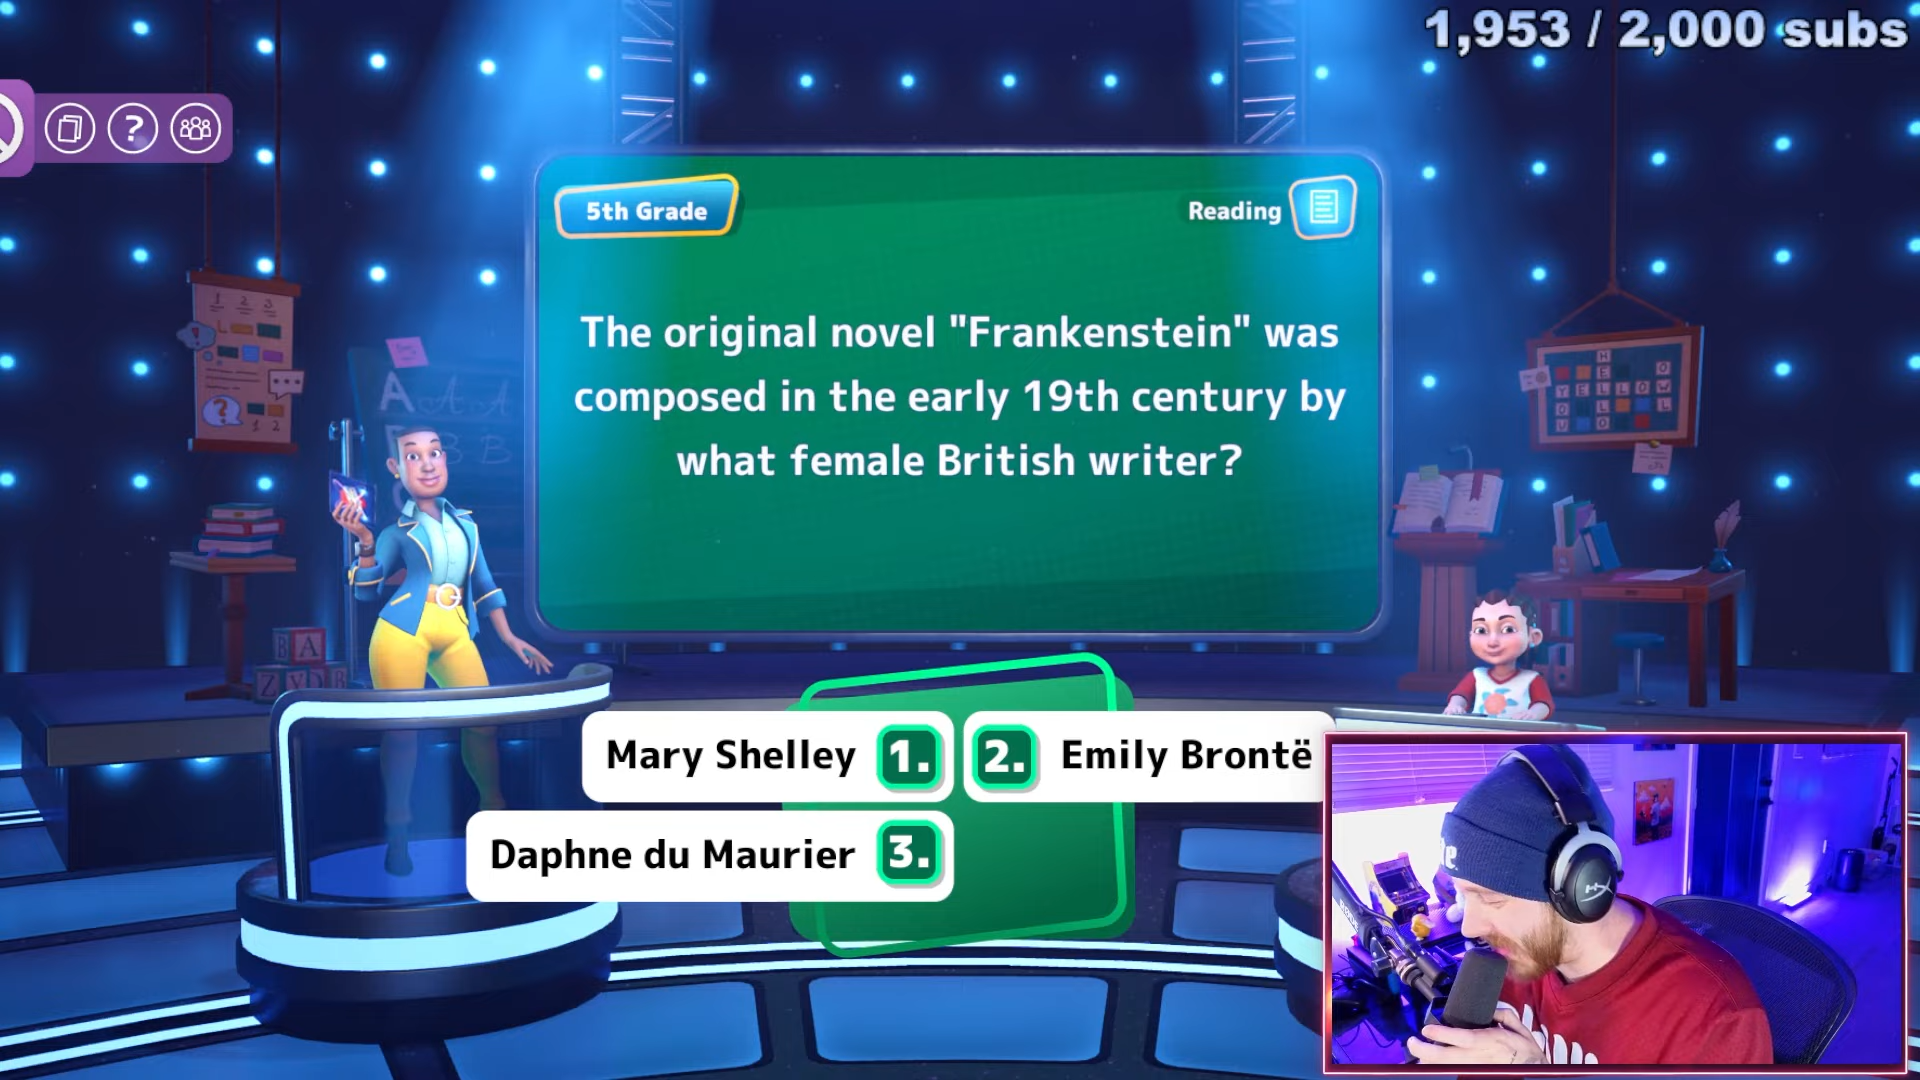 1,953 / 2,000 subs
?
5th Grade
Reading
The original novel "Frankenstein" was
composed in the early 19th century by
what female British writer?
Mary Shelley 1.
2. Emily Brontë
Daphne du Maurier 3.